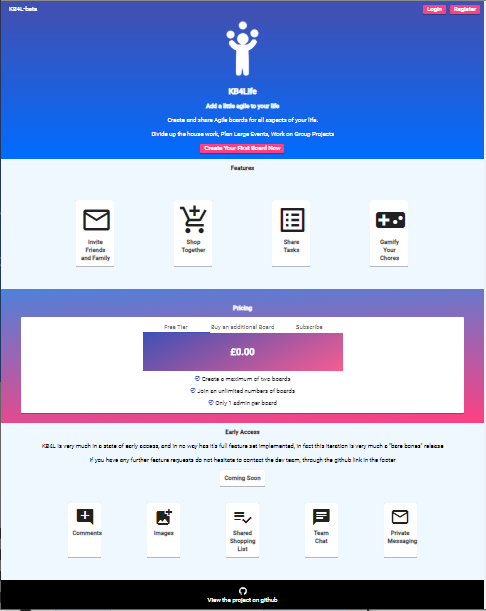 KB4L-beta
Login
Register
KB4Life
Add a little agile to your life
Create and share Agile boards for all aspects of your life.
Divide up the house work, Plan Large Events, Work on Group Projects
Create Your First Board Now
Features
Invite
Friends
and Family
Shop
Together
Share
Tasks
Gamify
Your
Chores
Pricing
Free Tier
Buy an additional Board
Subscribe
£0.00
Create a maximum of two boards
Join an unlimited numbers of boards
Only 1 admin per board
Early Access
KB4L is very much in a state of early access, and in no way has it's full feature set implemented, in fact this iteration is very much a "bare bones" release
If you have any further feature requests do not hesitate to contact the dev team, through the github link in the footer
Coming Soon
Comments
Images
Shared
Shopping
List
Team
Chat
Private
Messaging
View the project on github